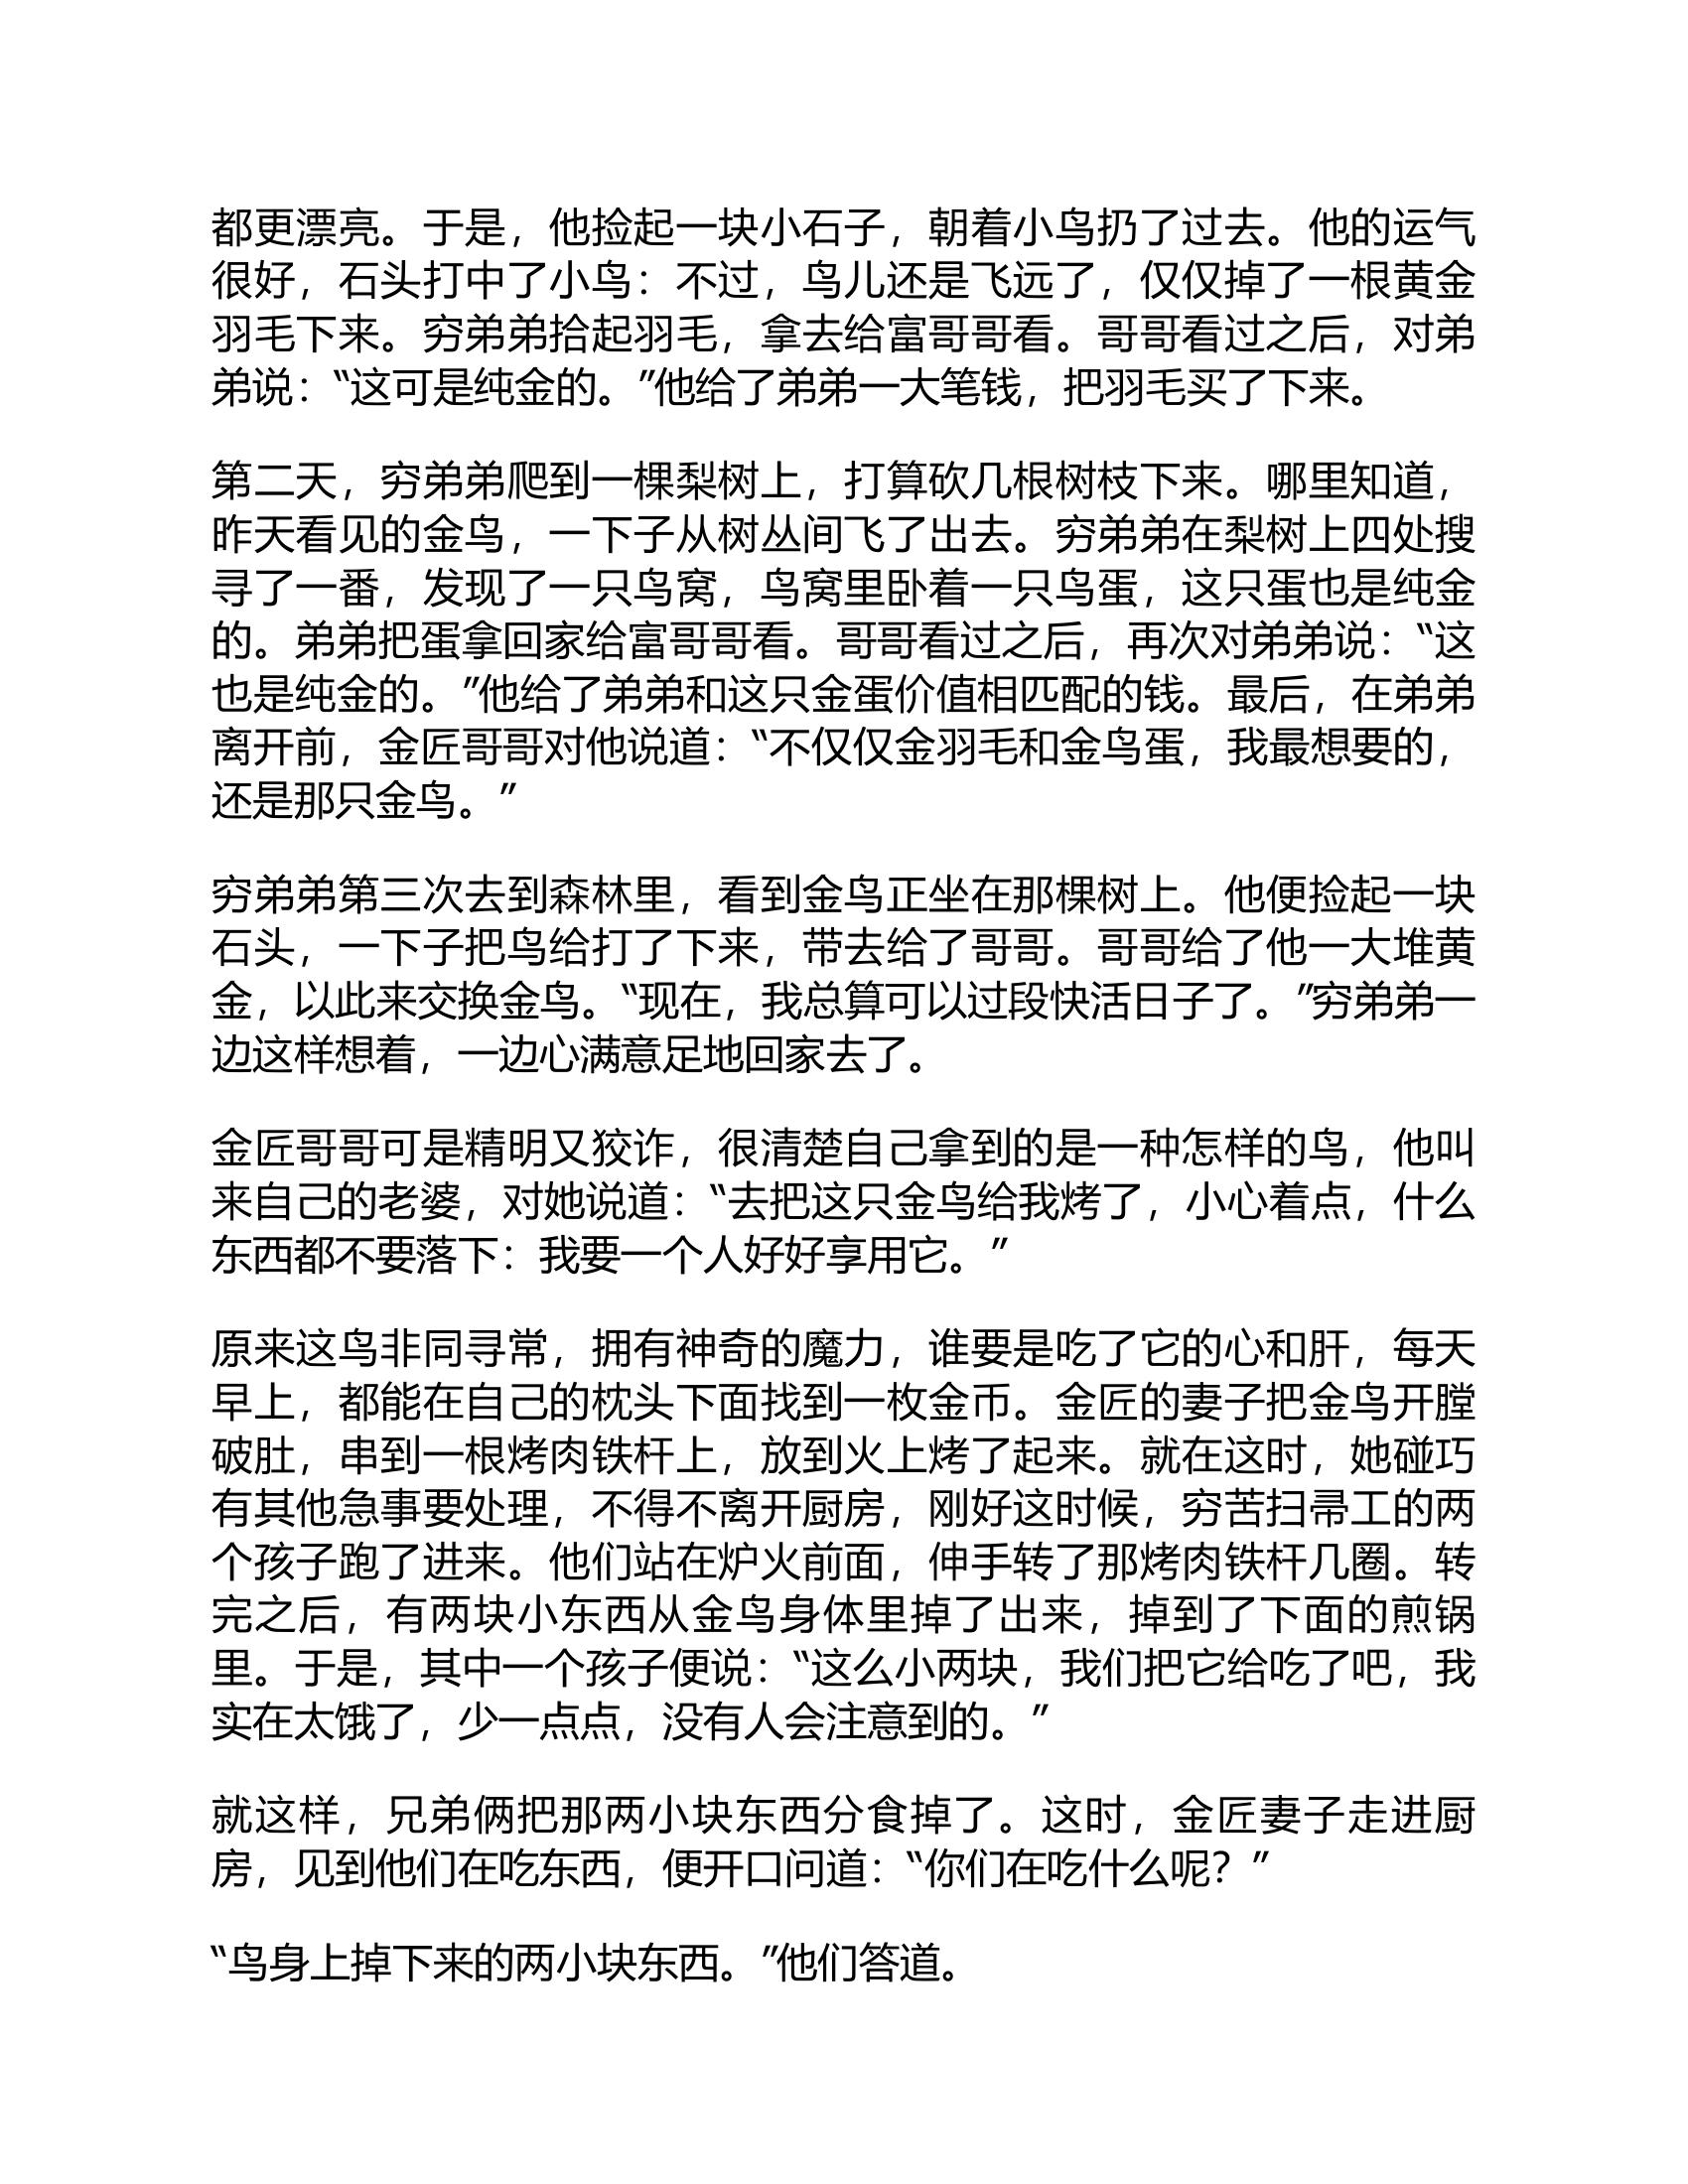 都更漂亮。于是，他捡起一块小石子，朝着小鸟扔了过去。他的运气
很好，石头打中了小鸟：不过，鸟儿还是飞远了，仅仅掉了一根黄金
羽毛下来。穷弟弟拾起羽毛，拿去给富哥哥看。哥哥看过之后，对弟
弟说：“这可是纯金的。”他给了弟弟一大笔钱，把羽毛买了下来。
第二天，穷弟弟爬到一棵梨树上，打算砍几根树枝下来。哪里知道，
昨天看见的金鸟，一下子从树丛间飞了出去。穷弟弟在梨树上四处搜
寻了一番，发现了一只鸟窝，鸟窝里卧着一只鸟蛋，这只蛋也是纯金
的。弟弟把蛋拿回家给富哥哥看。哥哥看过之后，再次对弟弟说：“这
也是纯金的。”他给了弟弟和这只金蛋价值相匹配的钱。最后，在弟弟
离开前，金匠哥哥对他说道：“不仅仅金羽毛和金鸟蛋，我最想要的，
还是那只金鸟。”
穷弟弟第三次去到森林里，看到金鸟正坐在那棵树上。他便捡起一块
石头，一下子把鸟给打了下来，带去给了哥哥。哥哥给了他一大堆黄
金，以此来交换金鸟。“现在，我总算可以过段快活日子了。”穷弟弟一
边这样想着，一边心满意足地回家去了。
金匠哥哥可是精明又狡诈，很清楚自己拿到的是一种怎样的鸟，他叫
来自己的老婆，对她说道：“去把这只金鸟给我烤了，小心着点，什么
东西都不要落下：我要一个人好好享用它。”
原来这鸟非同寻常，拥有神奇的魔力，谁要是吃了它的心和肝，每天
早上，都能在自己的枕头下面找到一枚金币。金匠的妻子把金鸟开膛
破肚，串到一根烤肉铁杆上，放到火上烤了起来。就在这时，她碰巧
有其他急事要处理，不得不离开厨房，刚好这时候，穷苦扫帚工的两
个孩子跑了进来。他们站在炉火前面，伸手转了那烤肉铁杆几圈。转
完之后，有两块小东西从金鸟身体里掉了出来，掉到了下面的煎锅
里。于是，其中一个孩子便说：“这么小两块，我们把它给吃了吧，我
实在太饿了，少一点点，没有人会注意到的。”
就这样，兄弟俩把那两小块东西分食掉了。这时，金匠妻子走进厨
房，见到他们在吃东西，便开口问道：“你们在吃什么呢？”
“鸟身上掉下来的两小块东西。”他们答道。